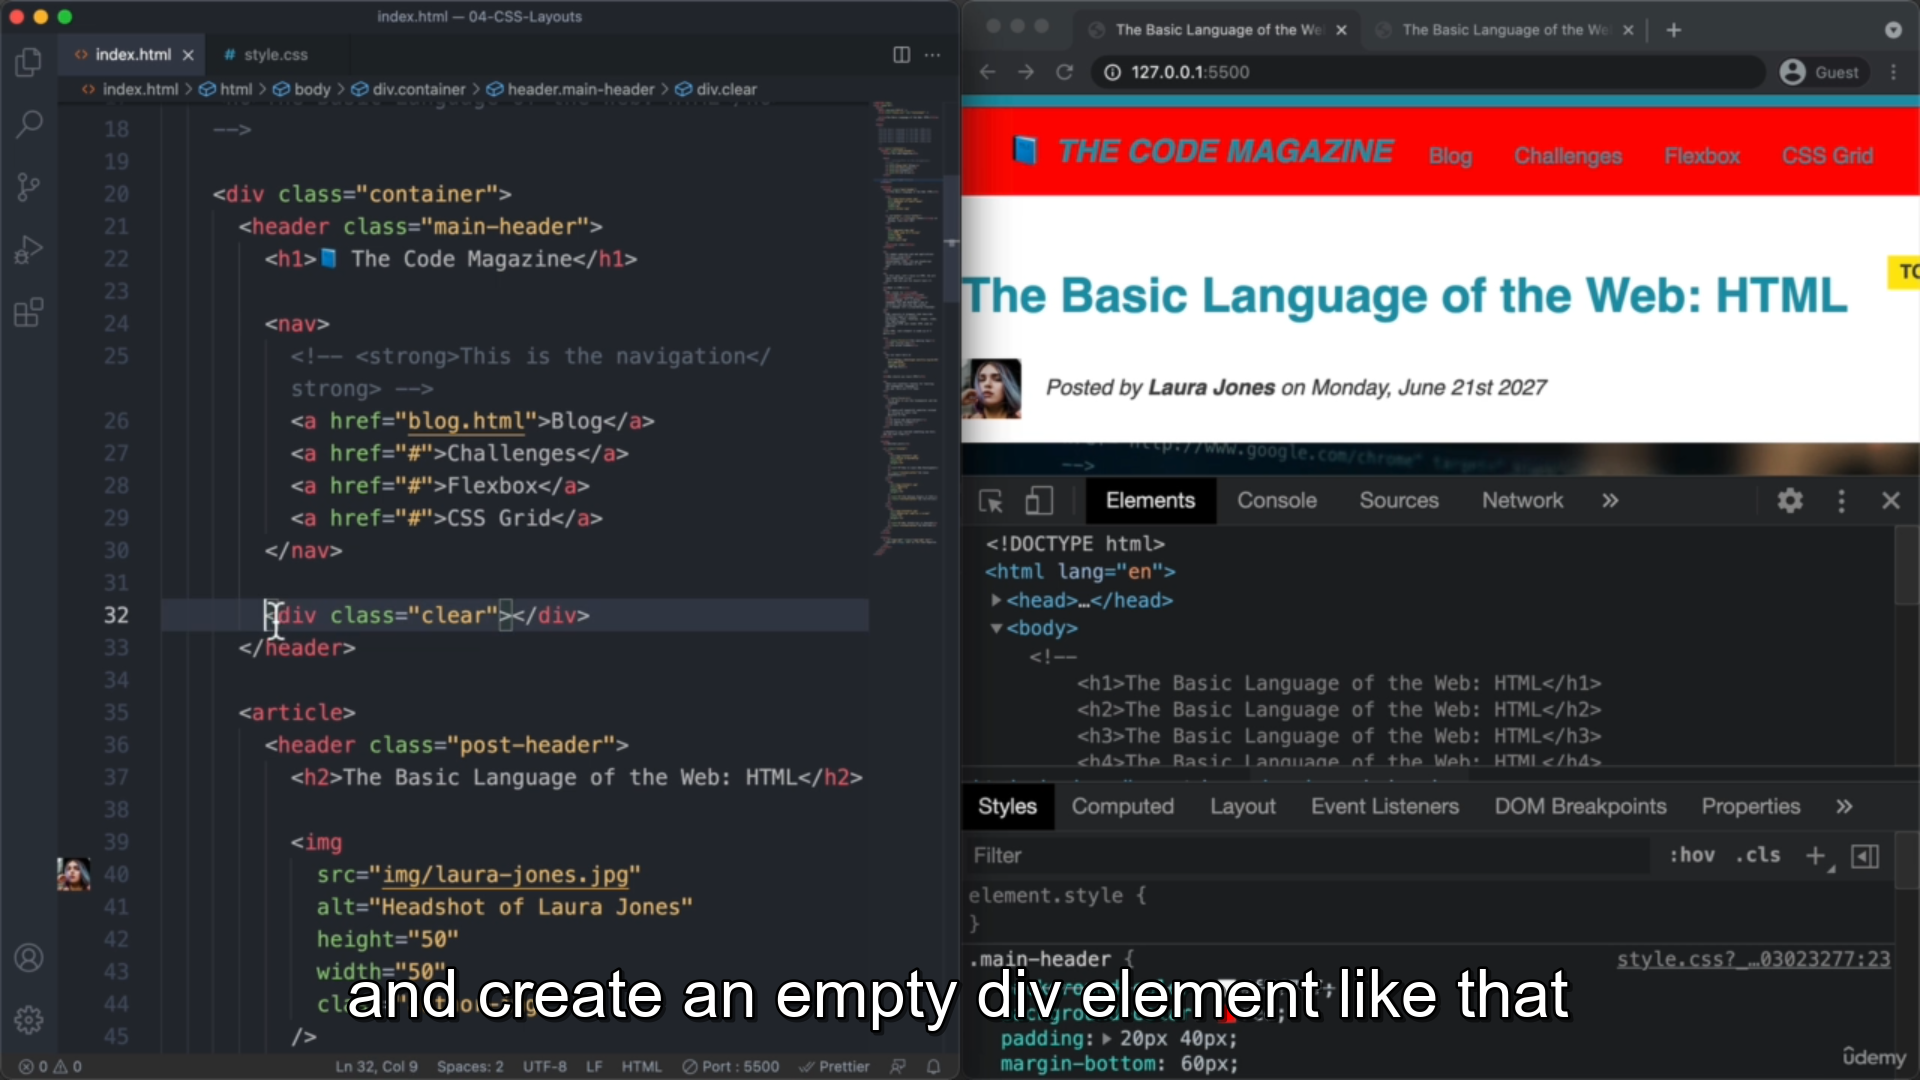 index.html — 04-CSS-Layouts
index.html
style.css
index.html > html > body > div.container > header.main-header > div.clear
18 -->
19
20 <div class="container">
21 <header class="main-header">
22 <h1>📘 The Code Magazine</h1>
23
24 <nav>
25 <!-- <strong>This is the navigation</
strong> -->
26 <a href="blog.html">Blog</a>
27 <a href="#">Challenges</a>
28 <a href="#">Flexbox</a>
29 <a href="#">CSS Grid</a>
30 </nav>
31
32 <div class="clear"></div>
33 </header>
34
35 <article>
36 <header class="post-header">
37 <h2>The Basic Language of the Web: HTML</h2>
38
39 <img
40 src="img/laura-jones.jpg"
41 alt="Headshot of Laura Jones"
42 height="50"
43 width="50"
44
45 />
0 0
Ln 32, Col 9 Spaces: 2 UTF-8 LF HTML Port : 5500 Prettier
The Basic Language of the We
The Basic Language of the We
127.0.0.1:5500
Guest
THE CODE MAGAZINE Blog Challenges Flexbox CSS Grid
TO
The Basic Language of the Web: HTML
Posted by Laura Jones on Monday, June 21st 2027
http://www.google.com/chrome"
-->
Elements Console Sources Network »
<!DOCTYPE html>
<html lang="en">
<head>…</head>
<body>
<!--
<h1>The Basic Language of the Web: HTML</h1>
<h2>The Basic Language of the Web: HTML</h2>
<h3>The Basic Language of the Web: HTML</h3>
<h4>The Basic Language of the Web: HTML</h4>
Styles Computed Layout Event Listeners DOM Breakpoints Properties »
Filter :hov .cls +
element.style {
}
.main-header { style.css?_…03023277:23
padding: 20px 40px;
margin-bottom: 60px;
and create an empty div element like that
ûdemy